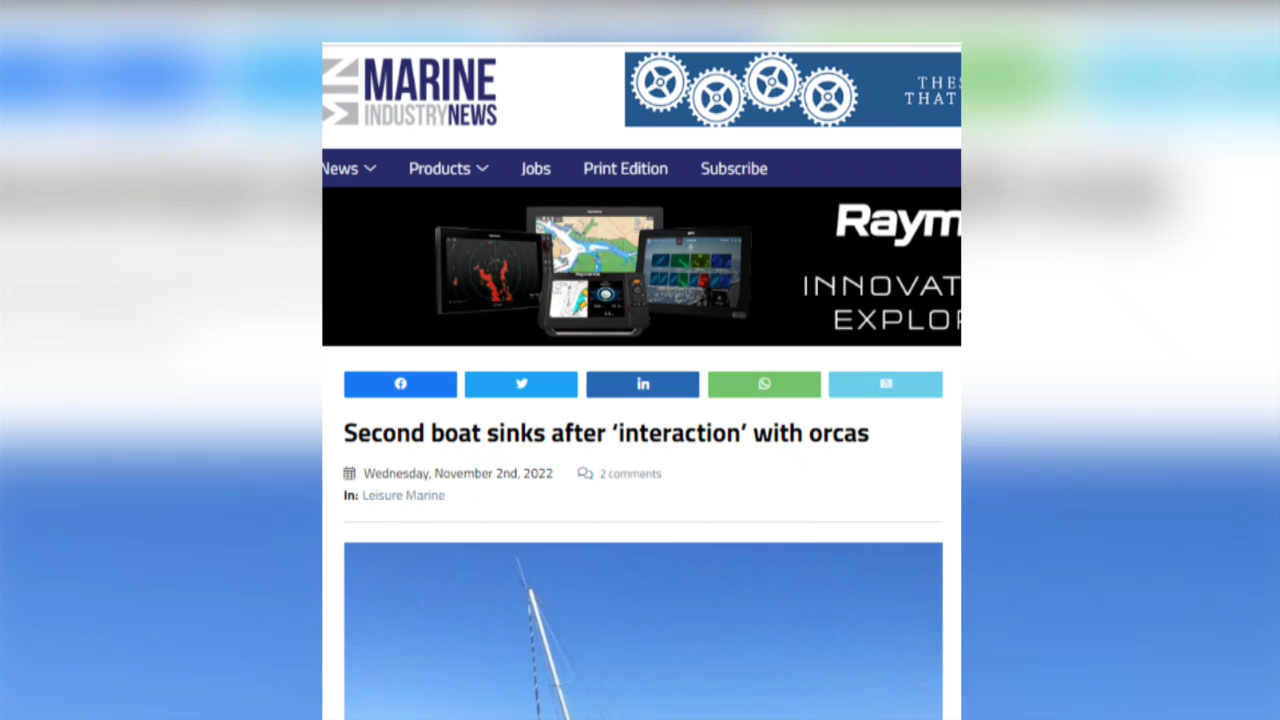 MARINE
INDUSTRYNEWS
THES
THAT
News
Products
Jobs
Print Edition
Subscribe
Raym
INNOVAT
EXPLOR
Second boat sinks after ‘interaction’ with orcas
Wednesday, November 2nd, 2022
2 comments
In: Leisure Marine